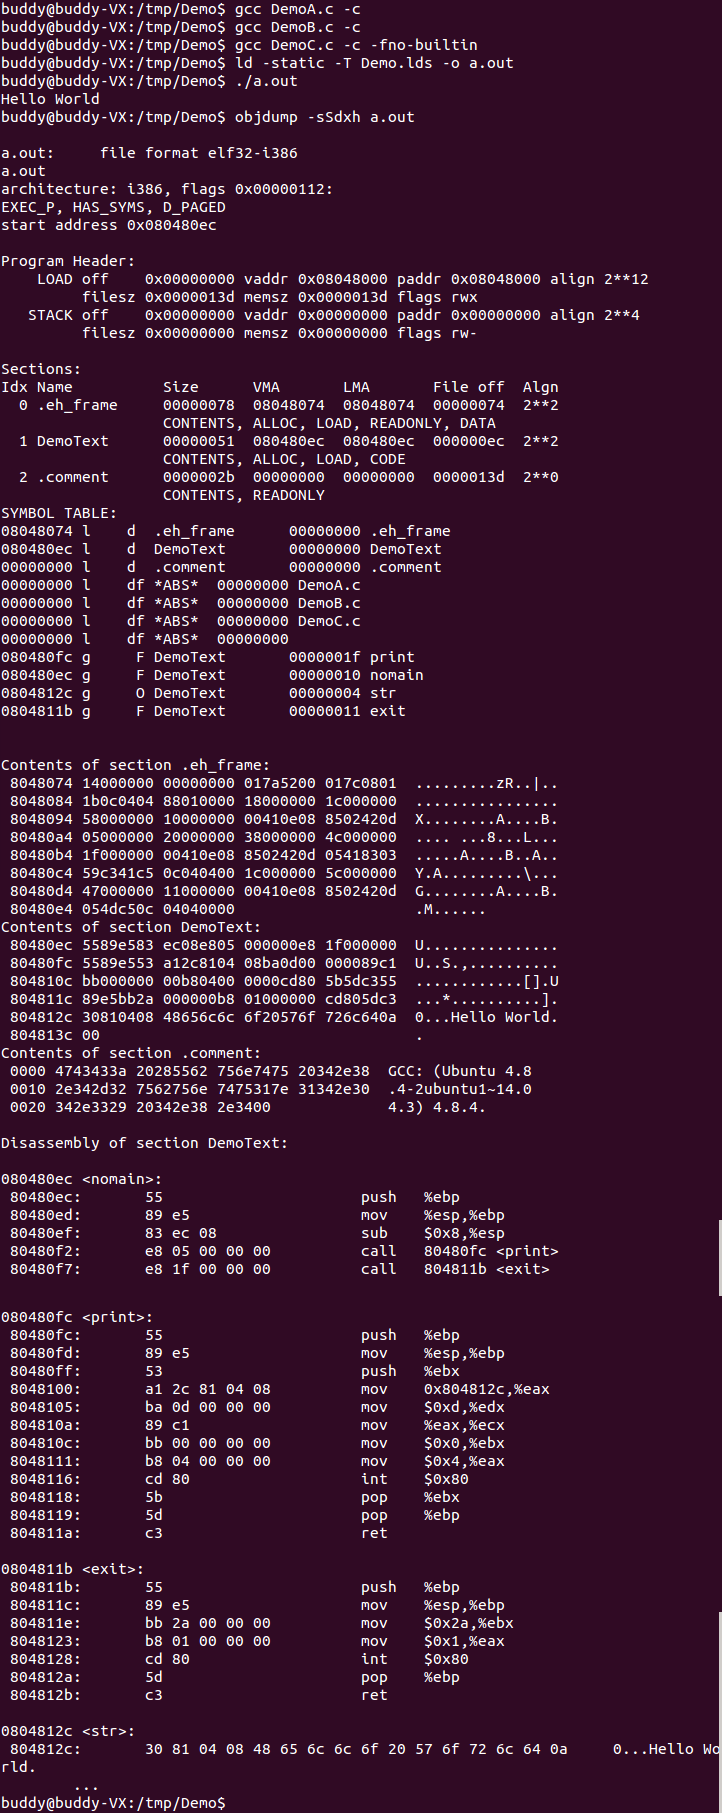 buddy@buddy-VX:/tmp/Demo$ gcc DemoA.c -c
buddy@buddy-VX:/tmp/Demo$ gcc DemoB.c -c
buddy@buddy-VX:/tmp/Demo$ gcc DemoC.c -c -fno-builtin
buddy@buddy-VX:/tmp/Demo$ ld -static -T Demo.lds -o a.out
buddy@buddy-VX:/tmp/Demo$ ./a.out
Hello World
buddy@buddy-VX:/tmp/Demo$ objdump -sSdxh a.out

a.out:     file format elf32-i386
a.out
architecture: i386, flags 0x00000112:
EXEC_P, HAS_SYMS, D_PAGED
start address 0x080480ec

Program Header:
    LOAD off    0x00000000 vaddr 0x08048000 paddr 0x08048000 align 2**12
         filesz 0x0000013d memsz 0x0000013d flags rwx
   STACK off    0x00000000 vaddr 0x00000000 paddr 0x00000000 align 2**4
         filesz 0x00000000 memsz 0x00000000 flags rw-

Sections:
Idx Name          Size      VMA       LMA       File off  Algn
  0 .eh_frame     00000078  08048074  08048074  00000074  2**2
                  CONTENTS, ALLOC, LOAD, READONLY, DATA
  1 DemoText      00000051  080480ec  080480ec  000000ec  2**2
                  CONTENTS, ALLOC, LOAD, CODE
  2 .comment      0000002b  00000000  00000000  0000013d  2**0
                  CONTENTS, READONLY
SYMBOL TABLE:
08048074 l    d  .eh_frame      00000000 .eh_frame
080480ec l    d  DemoText       00000000 DemoText
00000000 l    d  .comment       00000000 .comment
00000000 l    df *ABS*  00000000 DemoA.c
00000000 l    df *ABS*  00000000 DemoB.c
00000000 l    df *ABS*  00000000 DemoC.c
00000000 l    df *ABS*  00000000
080480fc g     F DemoText       0000001f print
080480ec g     F DemoText       00000010 nomain
0804812c g     O DemoText       00000004 str
0804811b g     F DemoText       00000011 exit

Contents of section .eh_frame:
 8048074 14000000 00000000 017a5200 017c0801  .........zR..|..
 8048084 1b0c0404 88010000 18000000 1c000000  ................
 8048094 58000000 10000000 00410e08 8502420d  X........A....B.
 80480a4 05000000 20000000 38000000 4c000000  .... ...8...L...
 80480b4 1f000000 00410e08 8502420d 05418303  .....A....B..A..
 80480c4 59c341c5 0c040400 1c000000 5c000000  Y.A.........\...
 80480d4 47000000 11000000 00410e08 8502420d  G........A....B.
 80480e4 054dc50c 04040000                    .M......
Contents of section DemoText:
 80480ec 5589e583 ec08e805 000000e8 1f000000  U...............
 80480fc 5589e553 a12c8104 08ba0d00 000089c1  U..S.,..........
 804810c bb000000 00b80400 0000cd80 5b5dc355  ............[].U
 804811c 89e5bb2a 000000b8 01000000 cd805dc3  ...*..........].
 804812c 30810408 48656c6c 6f20576f 726c640a  0...Hello World.
 804813c 00                                   .
Contents of section .comment:
 0000 4743433a 20285562 756e7475 20342e38  GCC: (Ubuntu 4.8
 0010 2e342d32 7562756e 7475317e 31342e30  .4-2ubuntu1~14.0
 0020 342e3329 20342e38 2e3400             4.3) 4.8.4.

Disassembly of section DemoText:

080480ec <nomain>:
 80480ec:       55                      push   %ebp
 80480ed:       89 e5                   mov    %esp,%ebp
 80480ef:       83 ec 08                sub    $0x8,%esp
 80480f2:       e8 05 00 00 00          call   80480fc <print>
 80480f7:       e8 1f 00 00 00          call   804811b <exit>

080480fc <print>:
 80480fc:       55                      push   %ebp
 80480fd:       89 e5                   mov    %esp,%ebp
 80480ff:       53                      push   %ebx
 8048100:       a1 2c 81 04 08          mov    0x804812c,%eax
 8048105:       ba 0d 00 00 00          mov    $0xd,%edx
 804810a:       89 c1                   mov    %eax,%ecx
 804810c:       bb 00 00 00 00          mov    $0x0,%ebx
 8048111:       b8 04 00 00 00          mov    $0x4,%eax
 8048116:       cd 80                   int    $0x80
 8048118:       5b                      pop    %ebx
 8048119:       5d                      pop    %ebp
 804811a:       c3                      ret

0804811b <exit>:
 804811b:       55                      push   %ebp
 804811c:       89 e5                   mov    %esp,%ebp
 804811e:       bb 2a 00 00 00          mov    $0x2a,%ebx
 8048123:       b8 01 00 00 00          mov    $0x1,%eax
 8048128:       cd 80                   int    $0x80
 804812a:       5d                      pop    %ebp
 804812b:       c3                      ret

0804812c <str>:
 804812c:       30 81 04 08 48 65 6c 6c 6f 20 57 6f 72 6c 64 0a     0...Hello Wo
rld.
        ...
buddy@buddy-VX:/tmp/Demo$